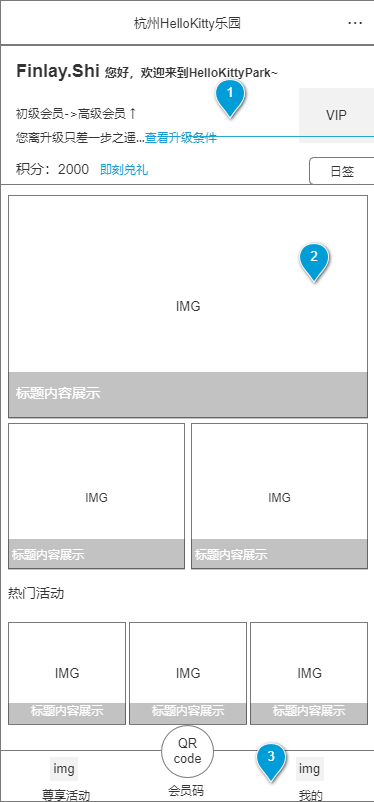 杭州HelloKitty乐园
...
Finlay.Shi 您好，欢迎来到HelloKittyPark~
1
初级会员->高级会员↑
VIP
您离升级只差一步之遥...查看升级条件
积分：2000 即刻兑礼
日签
2
IMG
标题内容展示
IMG
IMG
标题内容展示
标题内容展示
热门活动
IMG
IMG
IMG
标题内容展示
标题内容展示
标题内容展示
QR
code
3
img
img
尊享活动
会员码
我的